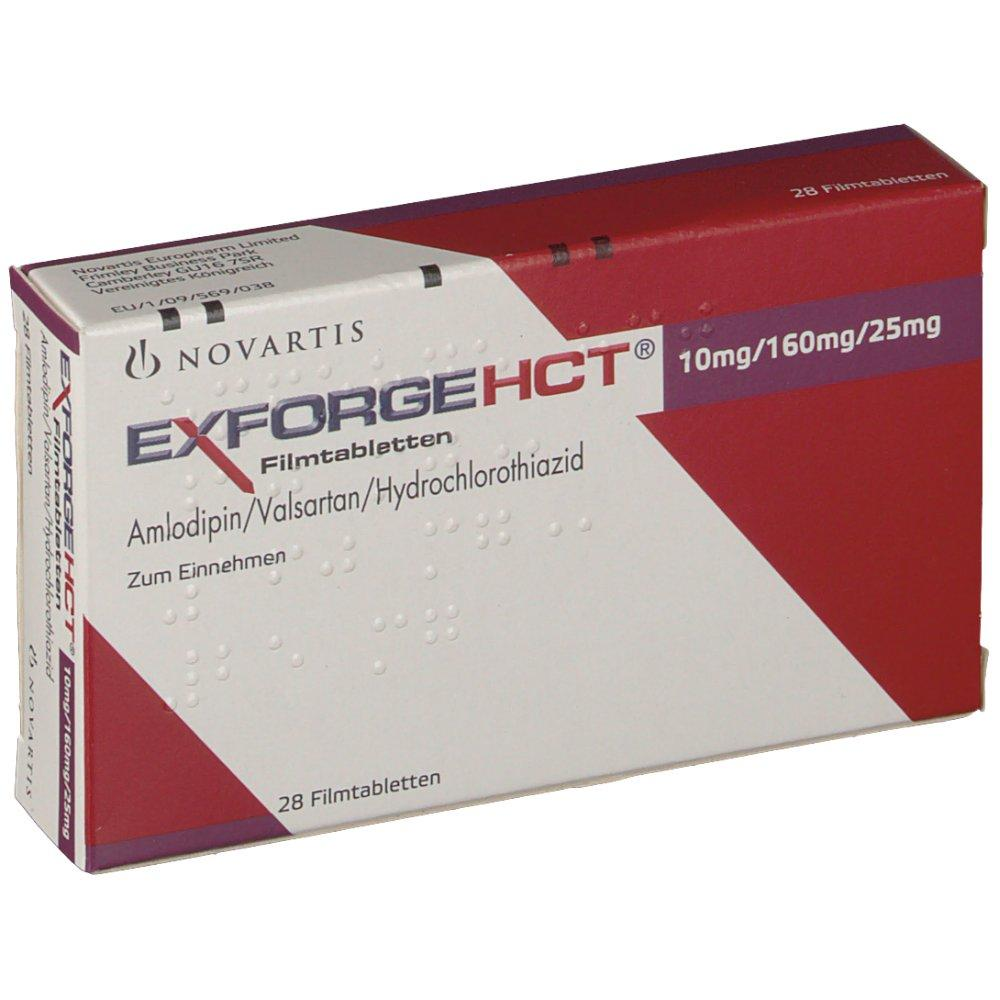 28 Filmtabletten
Novartis Europharm Limited
Frimley Business Park
Camberley GU16 7SR
Vereinigtes Königreich
EU/1/09/569/038
NOVARTIS
EXFORGEHCT®
10mg/160mg/25mg
Filmtabletten
Amlodipin/Valsartan/Hydrochlorothiazid
Zum Einnehmen
28 Filmtabletten
EXFORGEHCT® 10mg/160mg/25mg
Filmtabletten
Amlodipin/Valsartan/Hydrochlorothiazid
28 Filmtabletten
NOVARTIS